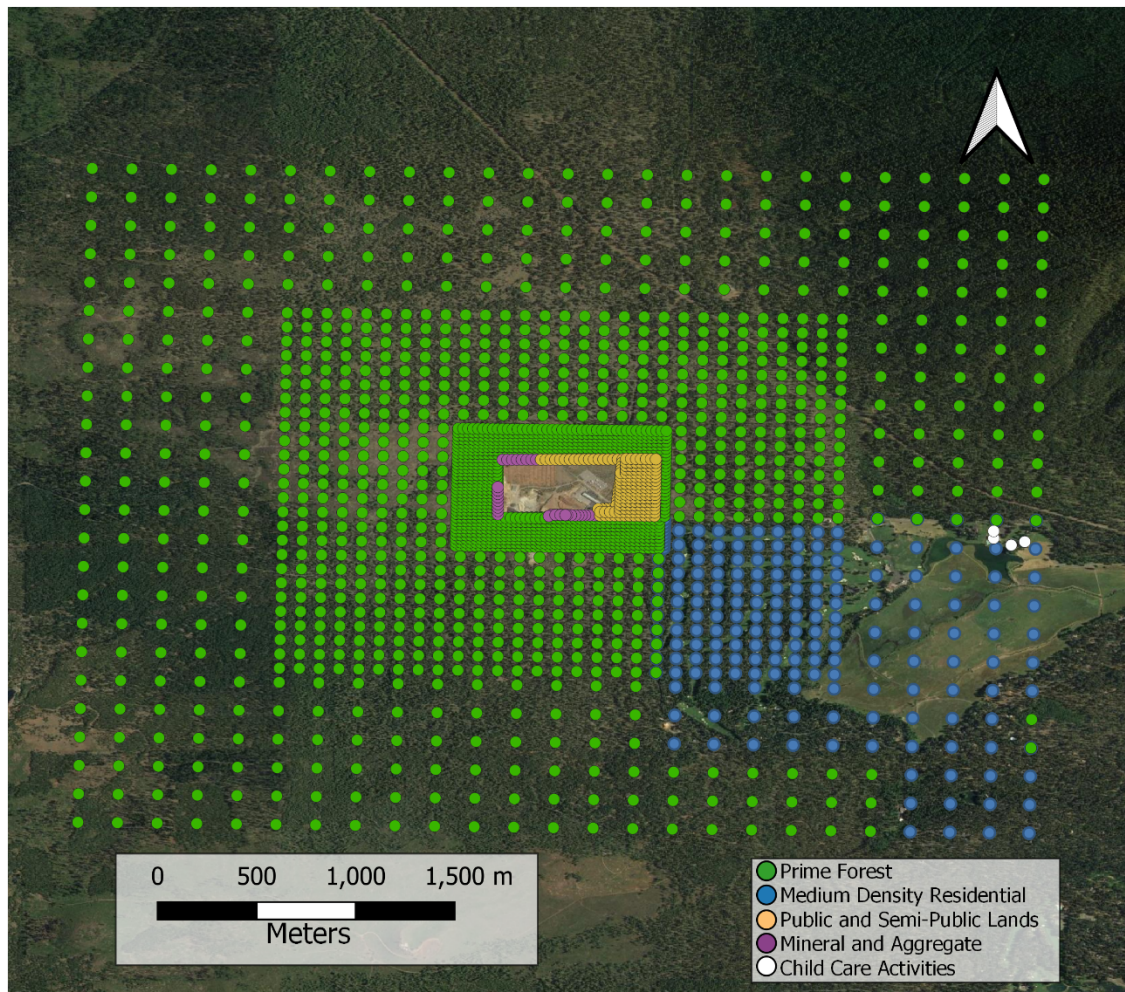 0 500 1,000 1,500 m
Meters
Prime Forest
Medium Density Residential
Public and Semi-Public Lands
Mineral and Aggregate
Child Care Activities